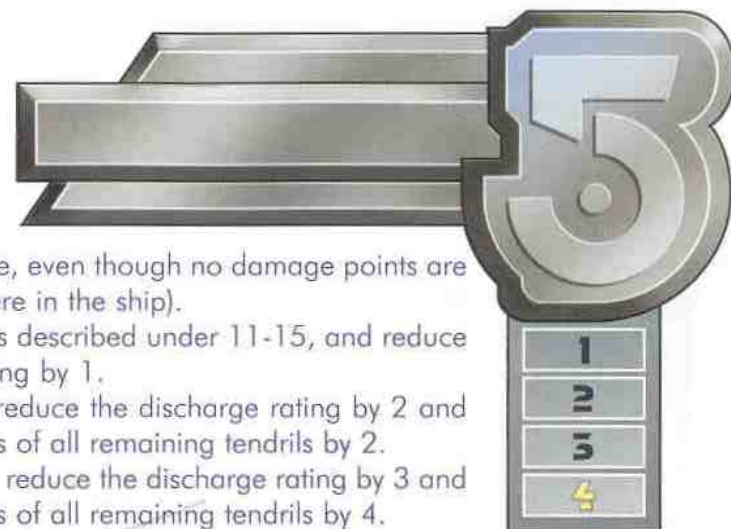 5
e, even though no damage points are
re in the ship).
s described under 11-15, and reduce
ng by 1.
reduce the discharge rating by 2 and
s of all remaining tendrils by 2.
reduce the discharge rating by 3 and
s of all remaining tendrils by 4.
1
2
3
4